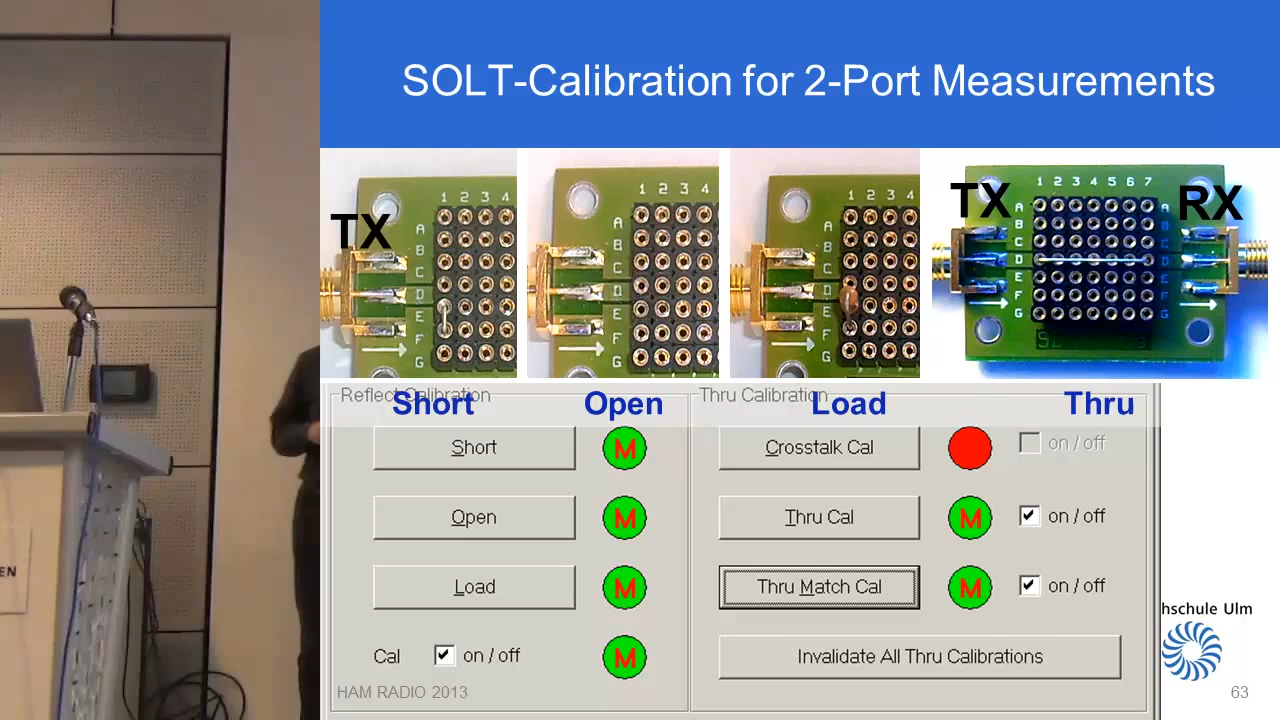 SOLT-Calibration for 2-Port Measurements
TX
1 2 3 4
A
B
C
D
E
F
G
1 2 3 4
A
B
C
D
E
F
G
1 2 3 4
A
B
C
D
E
F
G
TX
RX
1 2 3 4 5 6 7
A
B
C
D
E
F
G
A
D
G
Reflect Calibration
Thru Calibration
Short
Open
Load
Thru
Short
M
Crosstalk Cal
on / off
Open
M
Thru Cal
M
on / off
Load
M
Thru Match Cal
M
on / off
Cal
on / off
M
Invalidate All Thru Calibrations
hschule Ulm
EN
HAM RADIO 2013
63